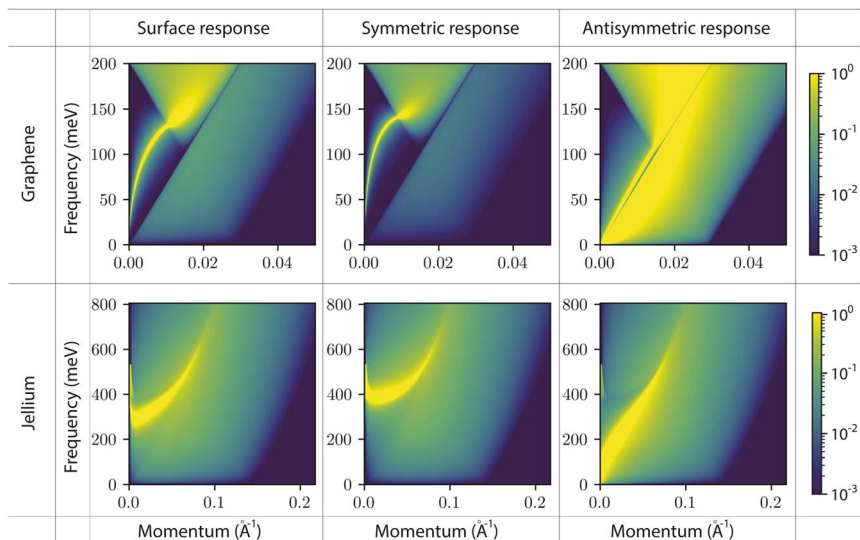 Surface response
Symmetric response
Antisymmetric response
Graphene
Frequency (meV)
200
150
100
50
0
0.00 0.02 0.04
200
150
100
50
0
0.00 0.02 0.04
200
150
100
50
0
0.00 0.02 0.04
10⁰
10⁻¹
10⁻²
10⁻³
Jellium
Frequency (meV)
800
600
400
200
0
0.0 0.1 0.2
800
600
400
200
0
0.0 0.1 0.2
800
600
400
200
0
0.0 0.1 0.2
10⁰
10⁻¹
10⁻²
10⁻³
Momentum (Å⁻¹)
Momentum (Å⁻¹)
Momentum (Å⁻¹)